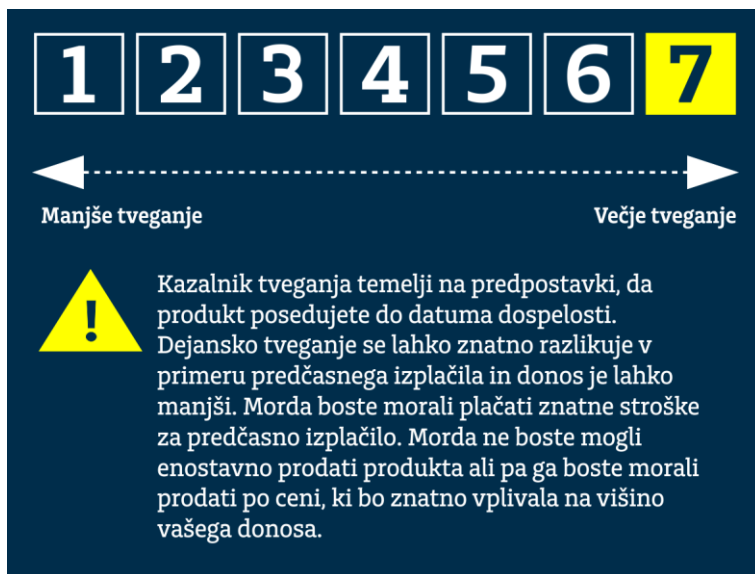 1 2 3 4 5 6 7
Manjše tveganje Večje tveganje
! Kazalnik tveganja temelji na predpostavki, da
produkt posedujete do datuma dospelosti.
Dejansko tveganje se lahko znatno razlikuje v
primeru predčasnega izplačila in donos je lahko
manjši. Morda boste morali plačati znatne stroške
za predčasno izplačilo. Morda ne boste mogli
enostavno prodati produkta ali pa ga boste morali
prodati po ceni, ki bo znatno vplivala na višino
vašega donosa.